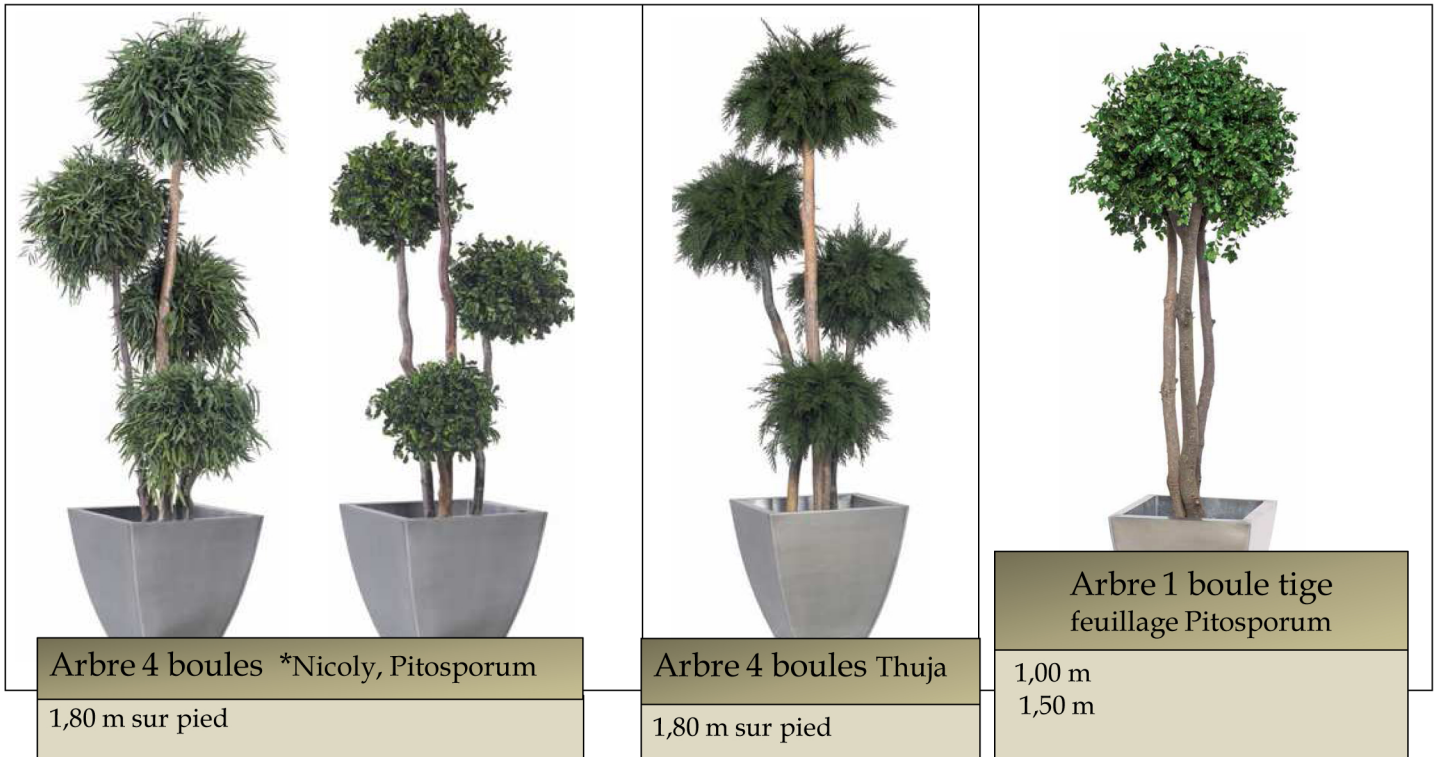 Arbre 4 boules *Nicoly, Pitosporum
1,80 m sur pied
Arbre 4 boules Thuja
1,80 m sur pied
Arbre 1 boule tige
feuillage Pitosporum
1,00 m
1,50 m